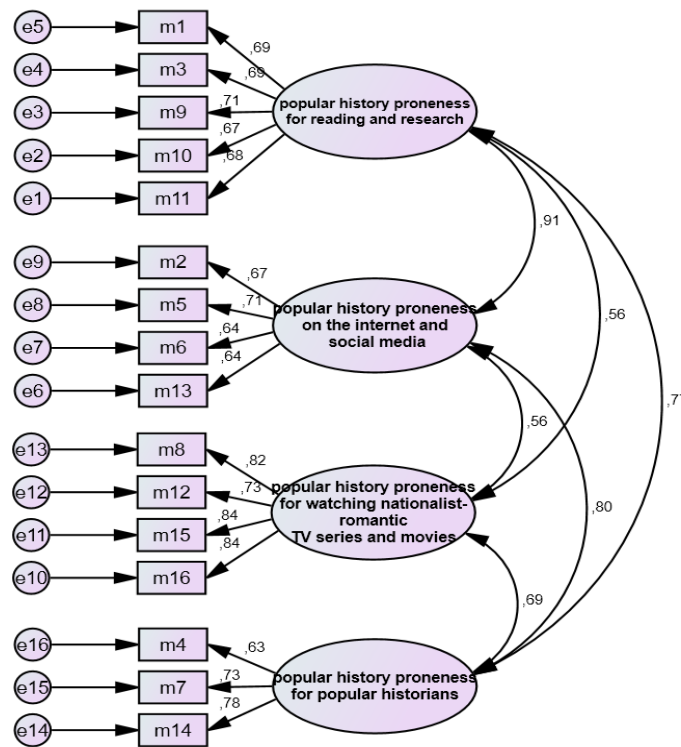 e5
m1
,69
e4
m3
,69
popular history proneness
for reading and research
e3
m9
,71
e2
m10
,67
e1
m11
,68
,91
e9
m2
,67
e8
m5
,71
popular history proneness
on the internet and
social media
,56
e7
m6
,64
e6
m13
,64
,56
e13
m8
,82
e12
m12
,73
popular history proneness
for watching nationalist-
romantic
TV series and movies
e11
m15
,84
,80
e10
m16
,84
,69
e16
m4
,63
e15
m7
,73
popular history proneness
for popular historians
e14
m14
,78